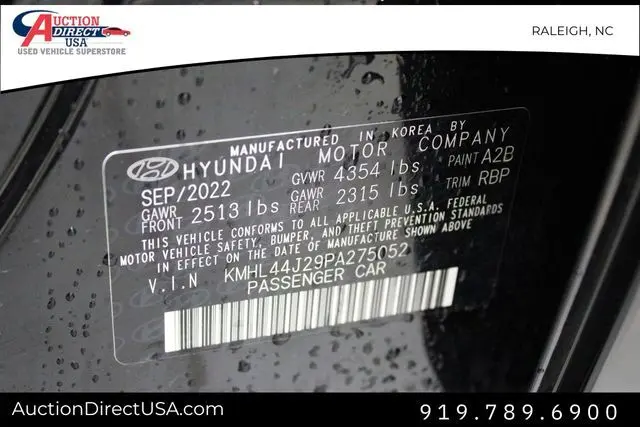 AUCTION
DIRECT
USA
USED VEHICLE SUPERSTORE
RALEIGH, NC
MANUFACTURED IN KOREA BY
HYUNDAI MOTOR COMPANY
SEP/2022 GVWR 4354 lbs PAINT A2B
GAWR FRONT 2513 lbs GAWR REAR 2315 lbs TRIM RBP
THIS VEHICLE CONFORMS TO ALL APPLICABLE U.S.A. FEDERAL
MOTOR VEHICLE SAFETY, BUMPER, AND THEFT PREVENTION STANDARDS
IN EFFECT ON THE DATE OF MANUFACTURE SHOWN ABOVE
V.I.N KMHL44J29PA275052
PASSENGER CAR
AuctionDirectUSA.com
919.789.6900